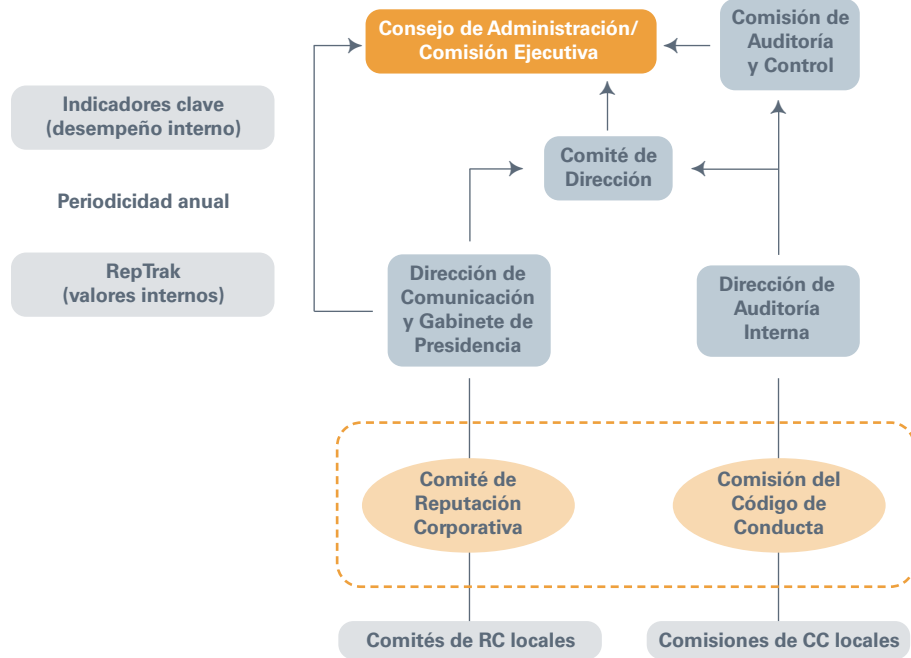 Consejo de Administración/
Comisión Ejecutiva
Comisión de
Auditoría
y Control
Indicadores clave
(desempeño interno)
Comité de
Dirección
Periodicidad anual
RepTrak
(valores internos)
Dirección de
Comunicación
y Gabinete de
Presidencia
Dirección de
Auditoría
Interna
Comité de
Reputación
Corporativa
Comisión del
Código de
Conducta
Comités de RC locales
Comisiones de CC locales